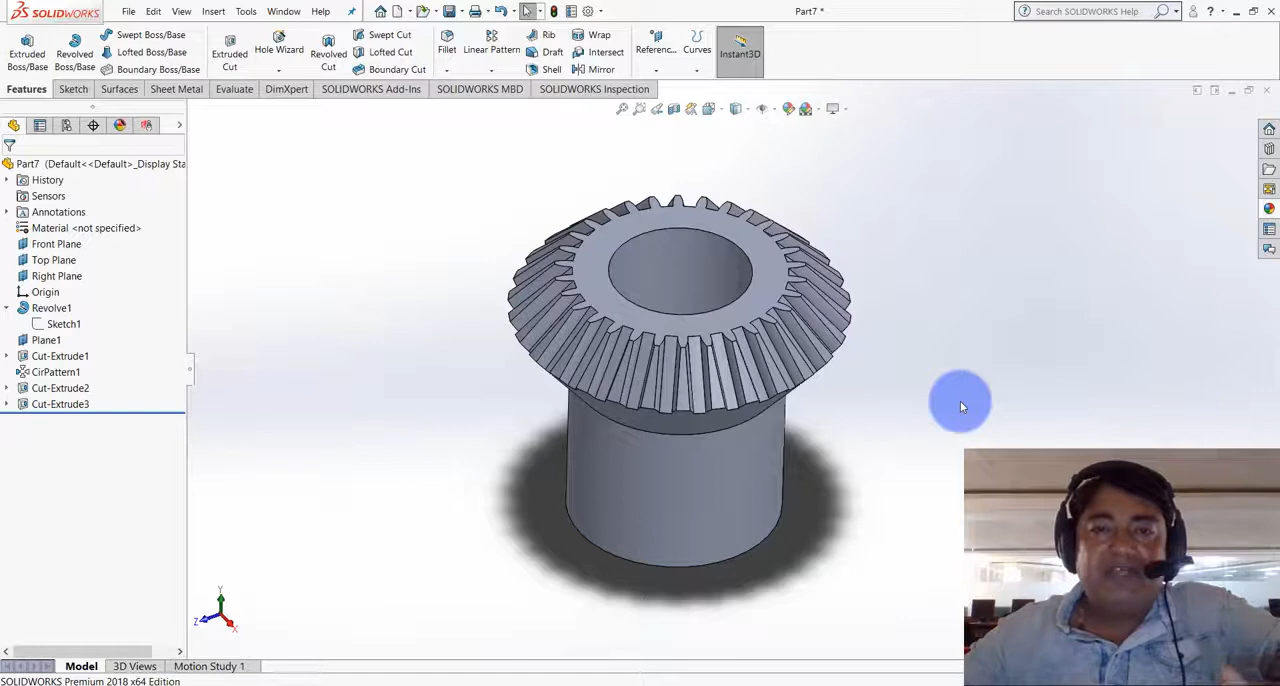 SOLIDWORKS
File Edit View Insert Tools Window Help
Part7 *
Search SOLIDWORKS Help
Extruded Boss/Base
Revolved Boss/Base
Swept Boss/Base
Lofted Boss/Base
Boundary Boss/Base
Extruded Cut
Hole Wizard
Revolved Cut
Swept Cut
Lofted Cut
Boundary Cut
Fillet
Linear Pattern
Rib
Draft
Shell
Wrap
Intersect
Mirror
Referenc...
Curves
Instant3D
Features Sketch Surfaces Sheet Metal Evaluate DimXpert SOLIDWORKS Add-Ins SOLIDWORKS MBD SOLIDWORKS Inspection
Part7 (Default<<Default>_Display Sta
History
Sensors
Annotations
Material <not specified>
Front Plane
Top Plane
Right Plane
Origin
Revolve1
Sketch1
Plane1
Cut-Extrude1
CirPattern1
Cut-Extrude2
Cut-Extrude3
Y
Z
X
Model 3D Views Motion Study 1
SOLIDWORKS Premium 2018 x64 Edition